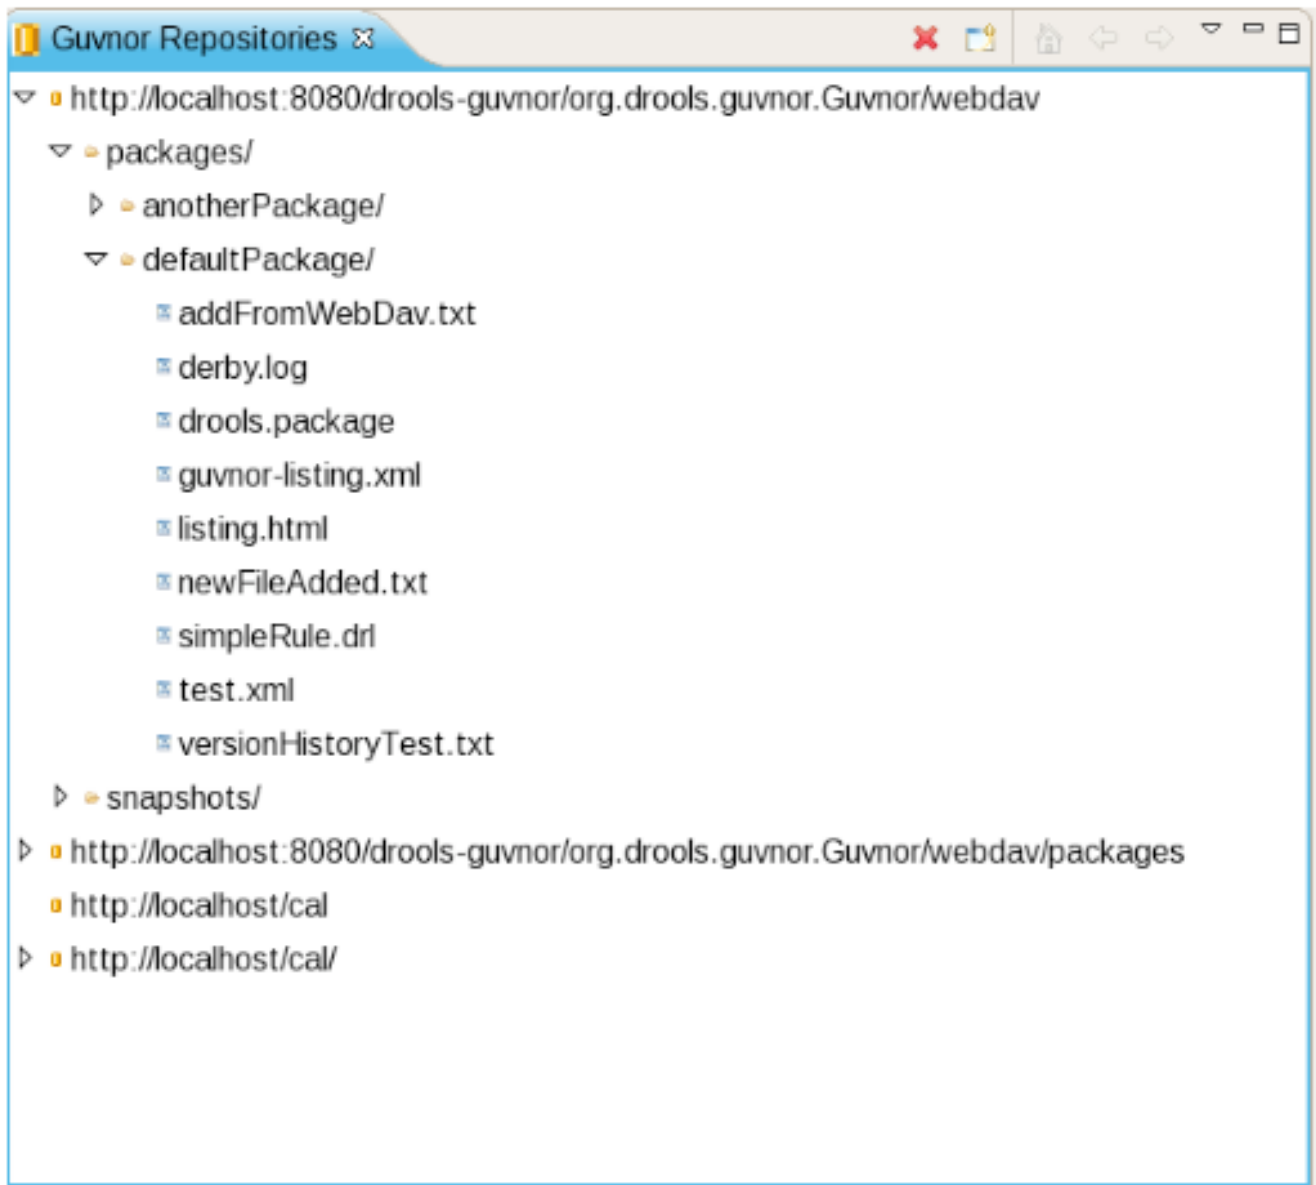 Guvnor Repositories
http://localhost:8080/drools-guvnor/org.drools.guvnor.Guvnor/webdav
packages/
anotherPackage/
defaultPackage/
addFromWebDav.txt
derby.log
drools.package
guvnor-listing.xml
listing.html
newFileAdded.txt
simpleRule.drl
test.xml
versionHistoryTest.txt
snapshots/
http://localhost:8080/drools-guvnor/org.drools.guvnor.Guvnor/webdav/packages
http://localhost/cal
http://localhost/cal/